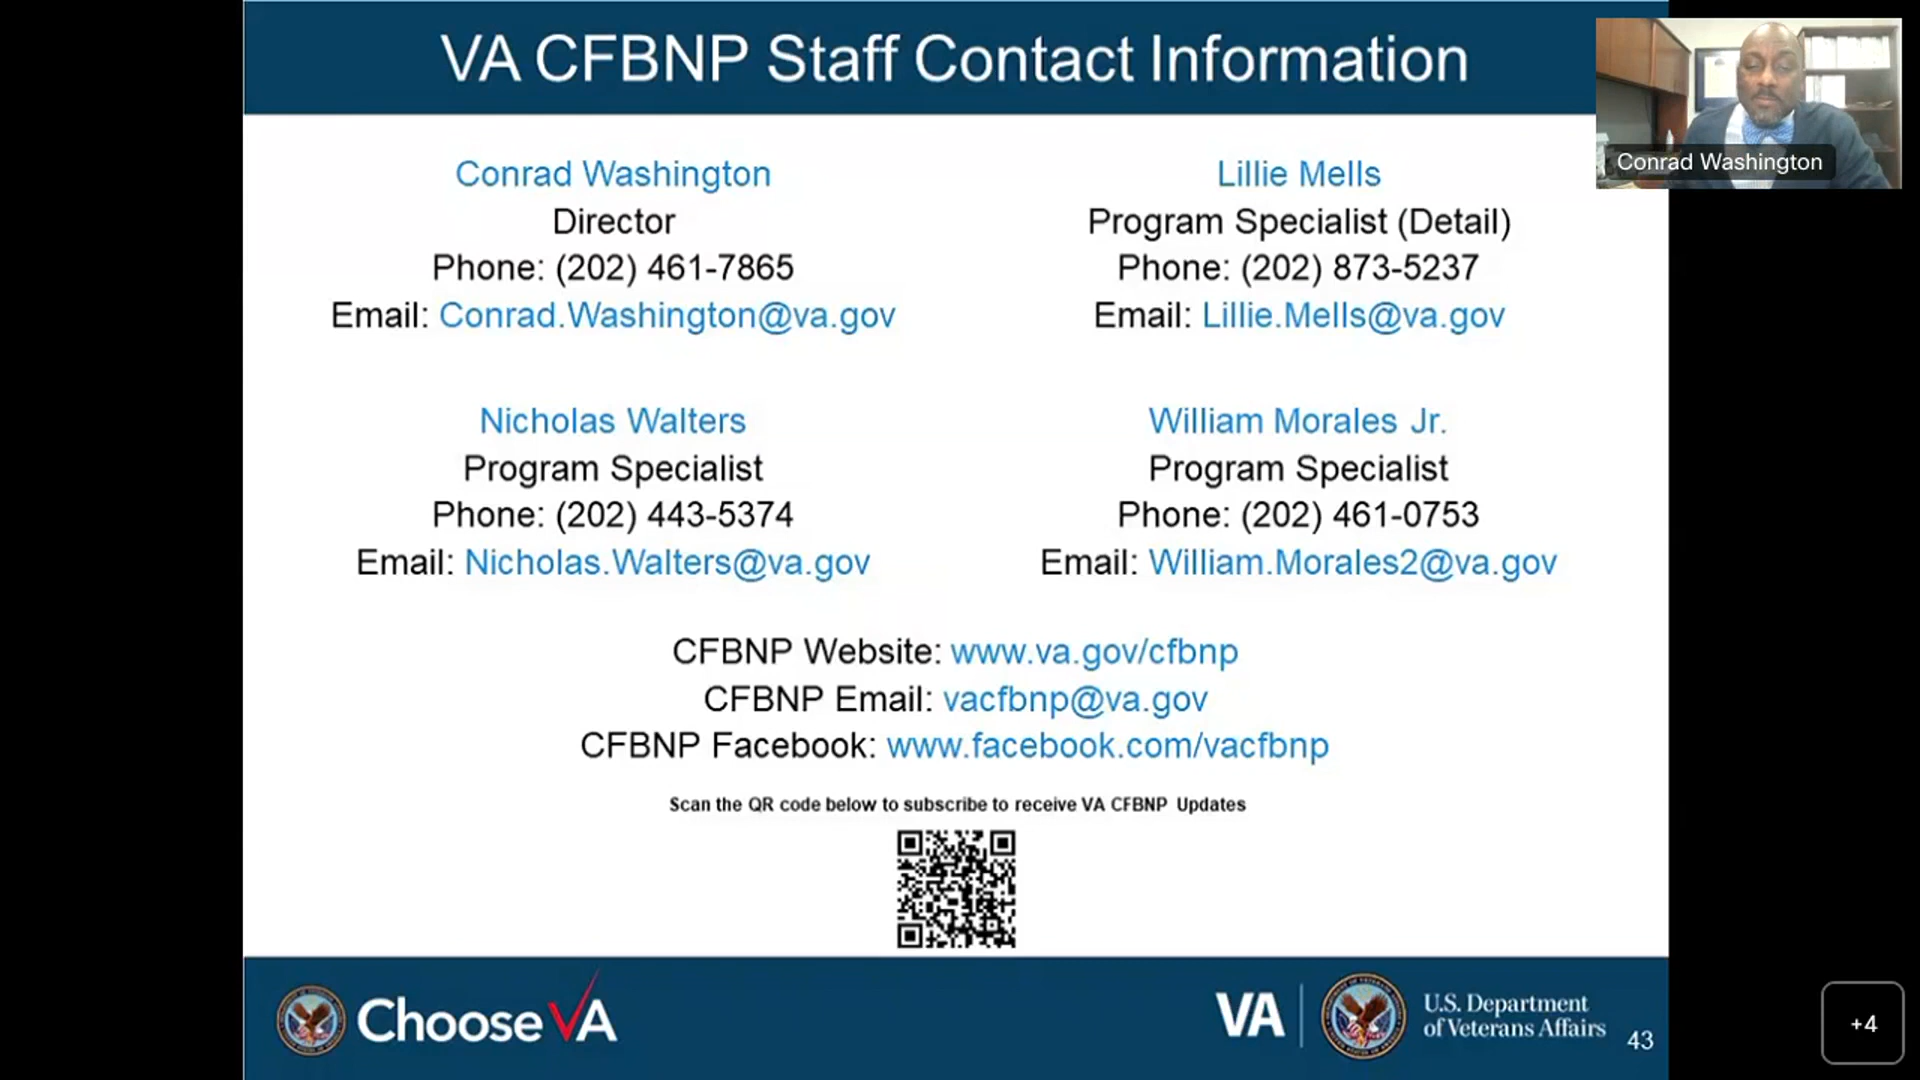 VA CFBNP Staff Contact Information
Conrad Washington
Conrad Washington
Director
Phone: (202) 461-7865
Email: Conrad.Washington@va.gov
Lillie Mells
Program Specialist (Detail)
Phone: (202) 873-5237
Email: Lillie.Mells@va.gov
Nicholas Walters
Program Specialist
Phone: (202) 443-5374
Email: Nicholas.Walters@va.gov
William Morales Jr.
Program Specialist
Phone: (202) 461-0753
Email: William.Morales2@va.gov
CFBNP Website: www.va.gov/cfbnp
CFBNP Email: vacfbnp@va.gov
CFBNP Facebook: www.facebook.com/vacfbnp
Scan the QR code below to subscribe to receive VA CFBNP Updates
Choose VA
VA
U.S. Department
of Veterans Affairs
43
+4